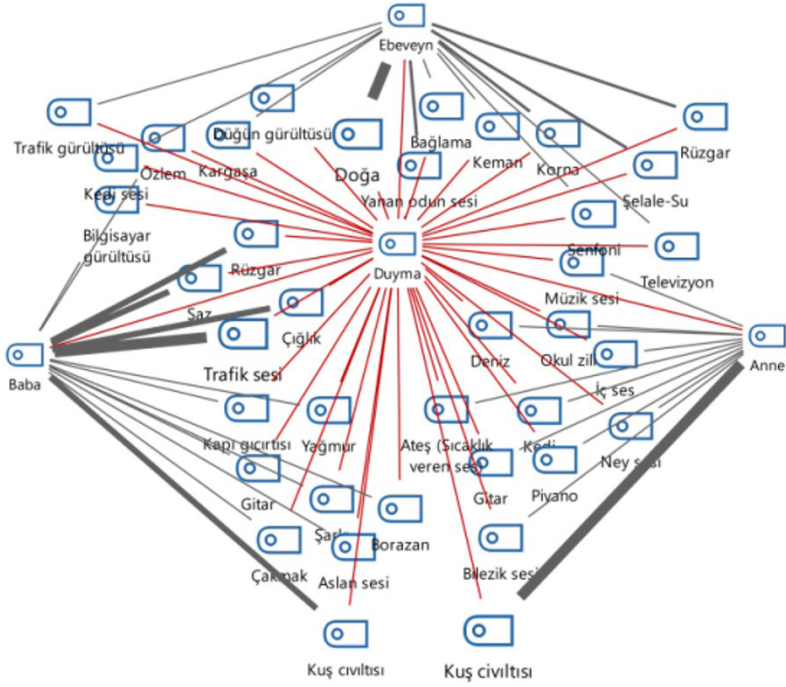 Ebeveyn
Trafik gürültüsü
Düğün gürültüsü
Bağlama
Rüzgar
Özlem
Kargaşa
Doğa
Keman
Korna
Kedi sesi
Yanan odun sesi
Şelale-Su
Bilgisayar
gürültüsü
Rüzgar
Duyma
Senfoni
Televizyon
Saz
Müzik sesi
Çığlık
Trafik sesi
Deniz
Okul zili
Anne
Baba
İç ses
Kapı gıcırtısı
Yağmur
Ateş (Sıcaklık
veren ses)
Kedi
Ney sesi
Gitar
Gitar
Piyano
Şarkı
Borazan
Çakmak
Aslan sesi
Bilezik sesi
Kuş cıvıltısı
Kuş cıvıltısı